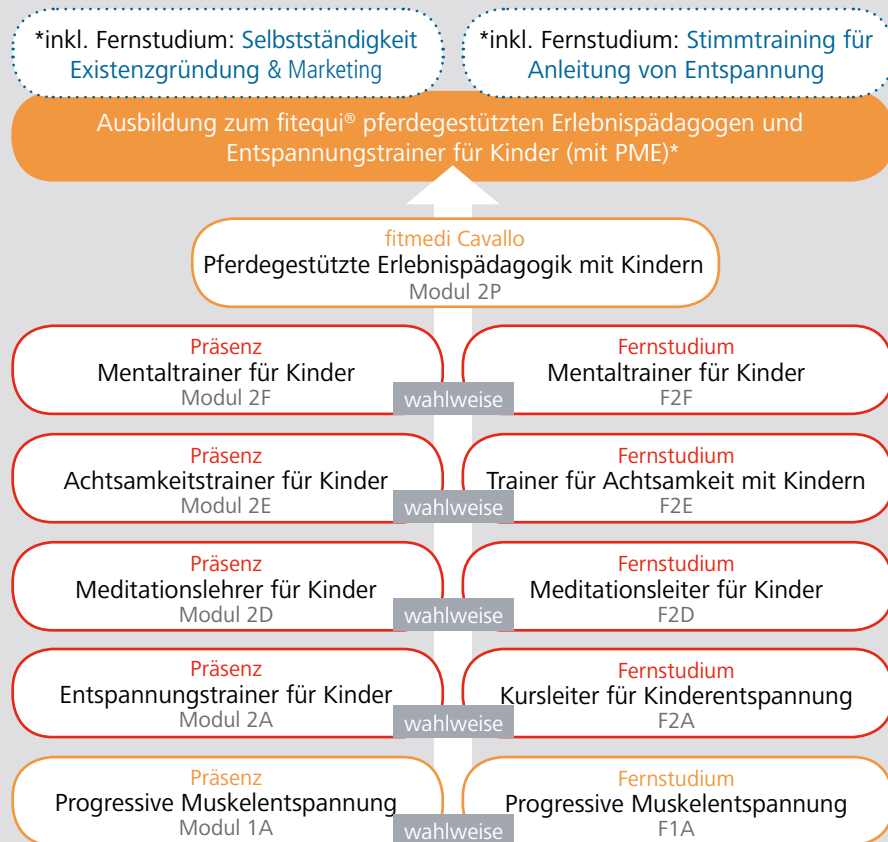 *inkl. Fernstudium: Selbstständigkeit
Existenzgründung & Marketing
*inkl. Fernstudium: Stimmtraining für
Anleitung von Entspannung
Ausbildung zum fitequi® pferdegestützten Erlebnispädagogen und
Entspannungstrainer für Kinder (mit PME)*
fitmedi Cavallo
Pferdegestützte Erlebnispädagogik mit Kindern
Modul 2P
Präsenz
Mentaltrainer für Kinder
Modul 2F
wahlweise
Fernstudium
Mentaltrainer für Kinder
F2F
Präsenz
Achtsamkeitstrainer für Kinder
Modul 2E
wahlweise
Fernstudium
Trainer für Achtsamkeit mit Kindern
F2E
Präsenz
Meditationslehrer für Kinder
Modul 2D
wahlweise
Fernstudium
Meditationsleiter für Kinder
F2D
Präsenz
Entspannungstrainer für Kinder
Modul 2A
wahlweise
Fernstudium
Kursleiter für Kinderentspannung
F2A
Präsenz
Progressive Muskelentspannung
Modul 1A
wahlweise
Fernstudium
Progressive Muskelentspannung
F1A